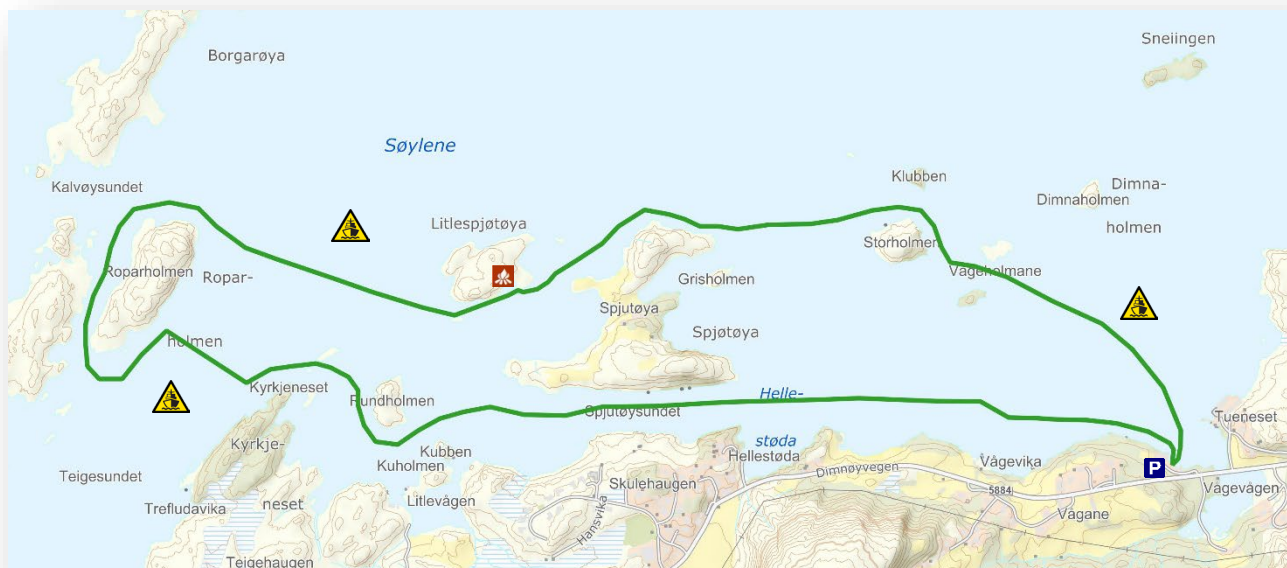 Sneiingen
Borgarøya
Søylene
Klubben
Kalvøysundet
Dimna-
Dimnaholmen
holmen
Litlespjøtøya
Storholmen
Roparholmen
Ropar-
Vågeholmane
Grisholmen
Spjutøya
Spjøtøya
holmen
Kyrkjeneset
Helle-
Rundholmen
Spjutøysundet
Tueneset
støda
Kyrkje-
Kubben
Hellestøda
Kuholmen
Vågevika
Dimnøyvegen
Teigesundet
Skulehaugen
P
Vågevågen
5884
Litlevågen
Trefludavika
neset
Hansvika
Vågane
Teigehaugen